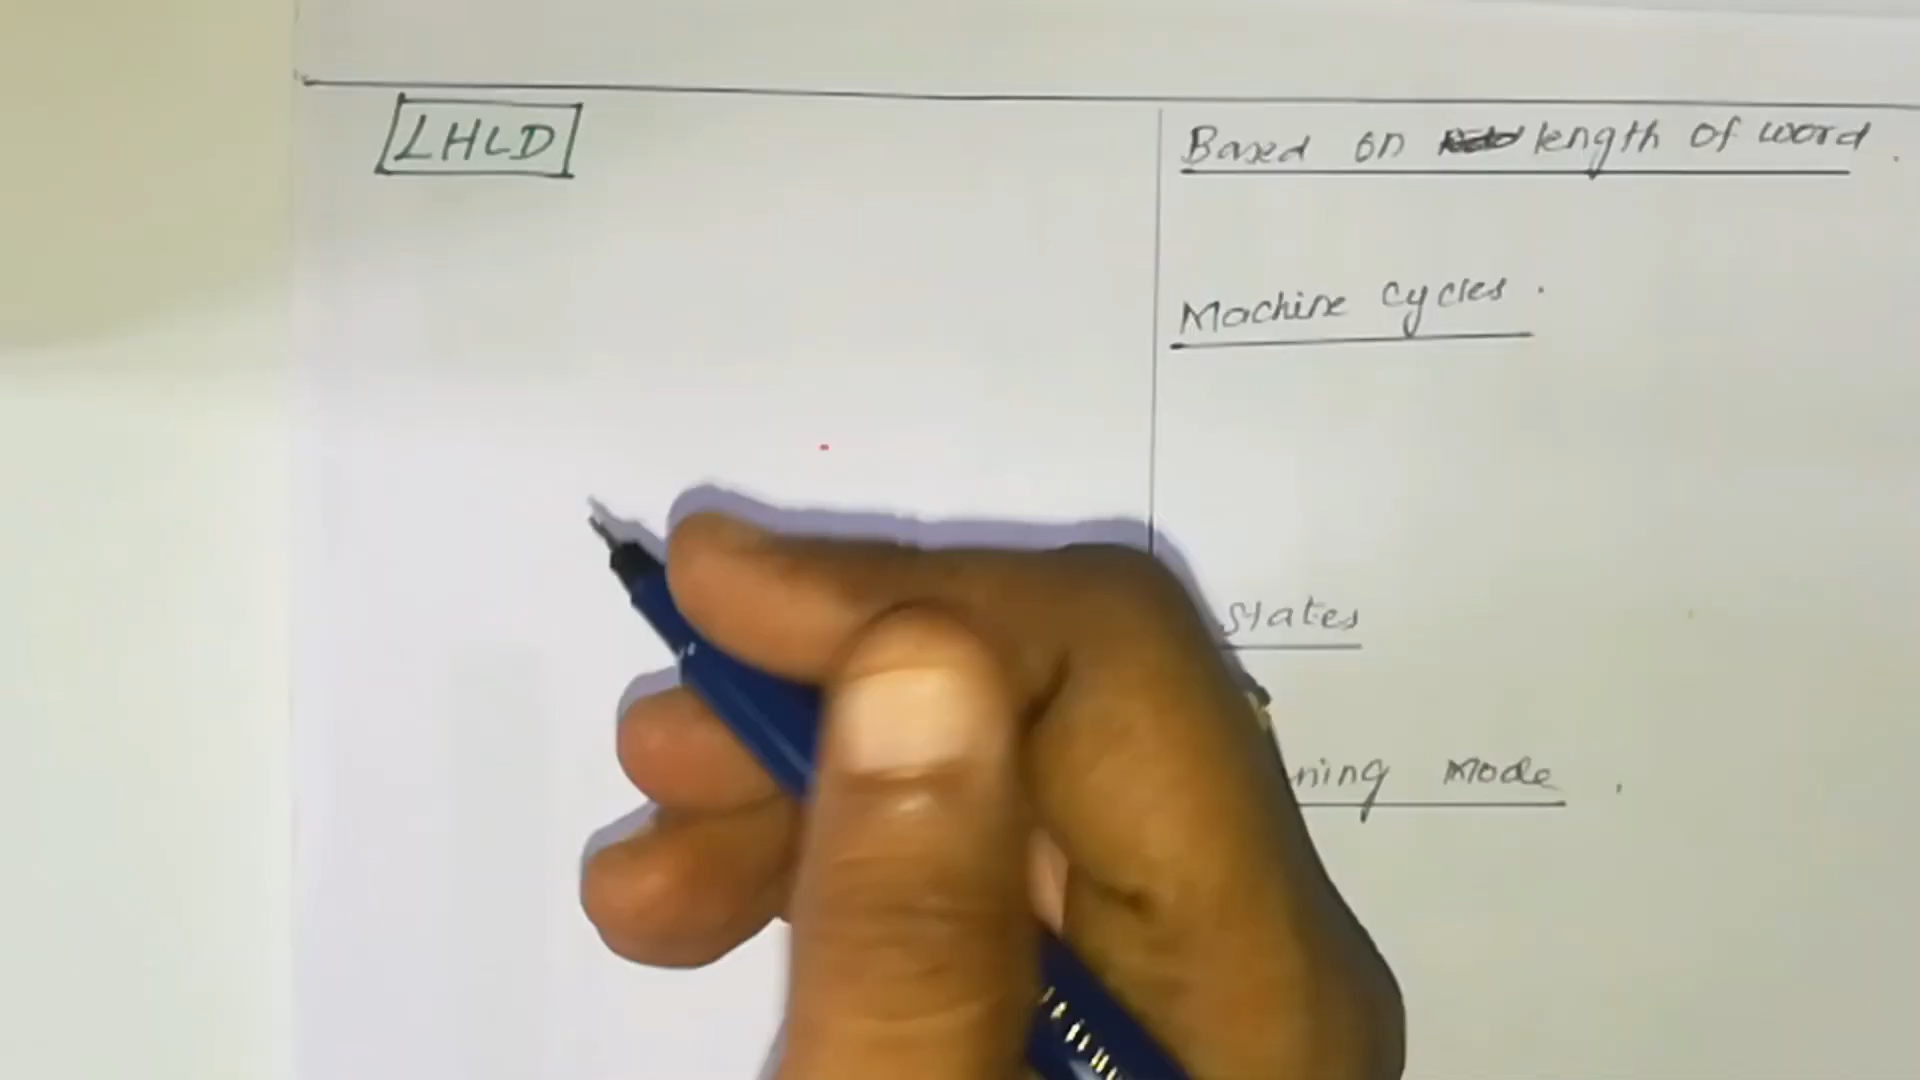 LHLD
Based on length of word.
Machine cycles.
States
Mode.